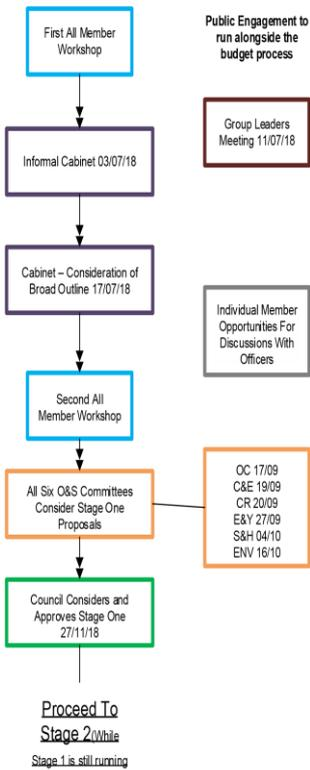 First All Member
Workshop
Public Engagement to
run alongside the
budget process
Informal Cabinet 03/07/18
Group Leaders
Meeting 11/07/18
Cabinet – Consideration of
Broad Outline 17/07/18
Individual Member
Opportunities For
Discussions With
Officers
Second All
Member Workshop
All Six O&S Committees
Consider Stage One
Proposals
OC 17/09
C&E 19/09
CR 20/09
E&Y 27/09
S&H 04/10
ENV 16/10
Council Considers and
Approves Stage One
27/11/18
Proceed To
Stage 2(While
Stage 1 is still running